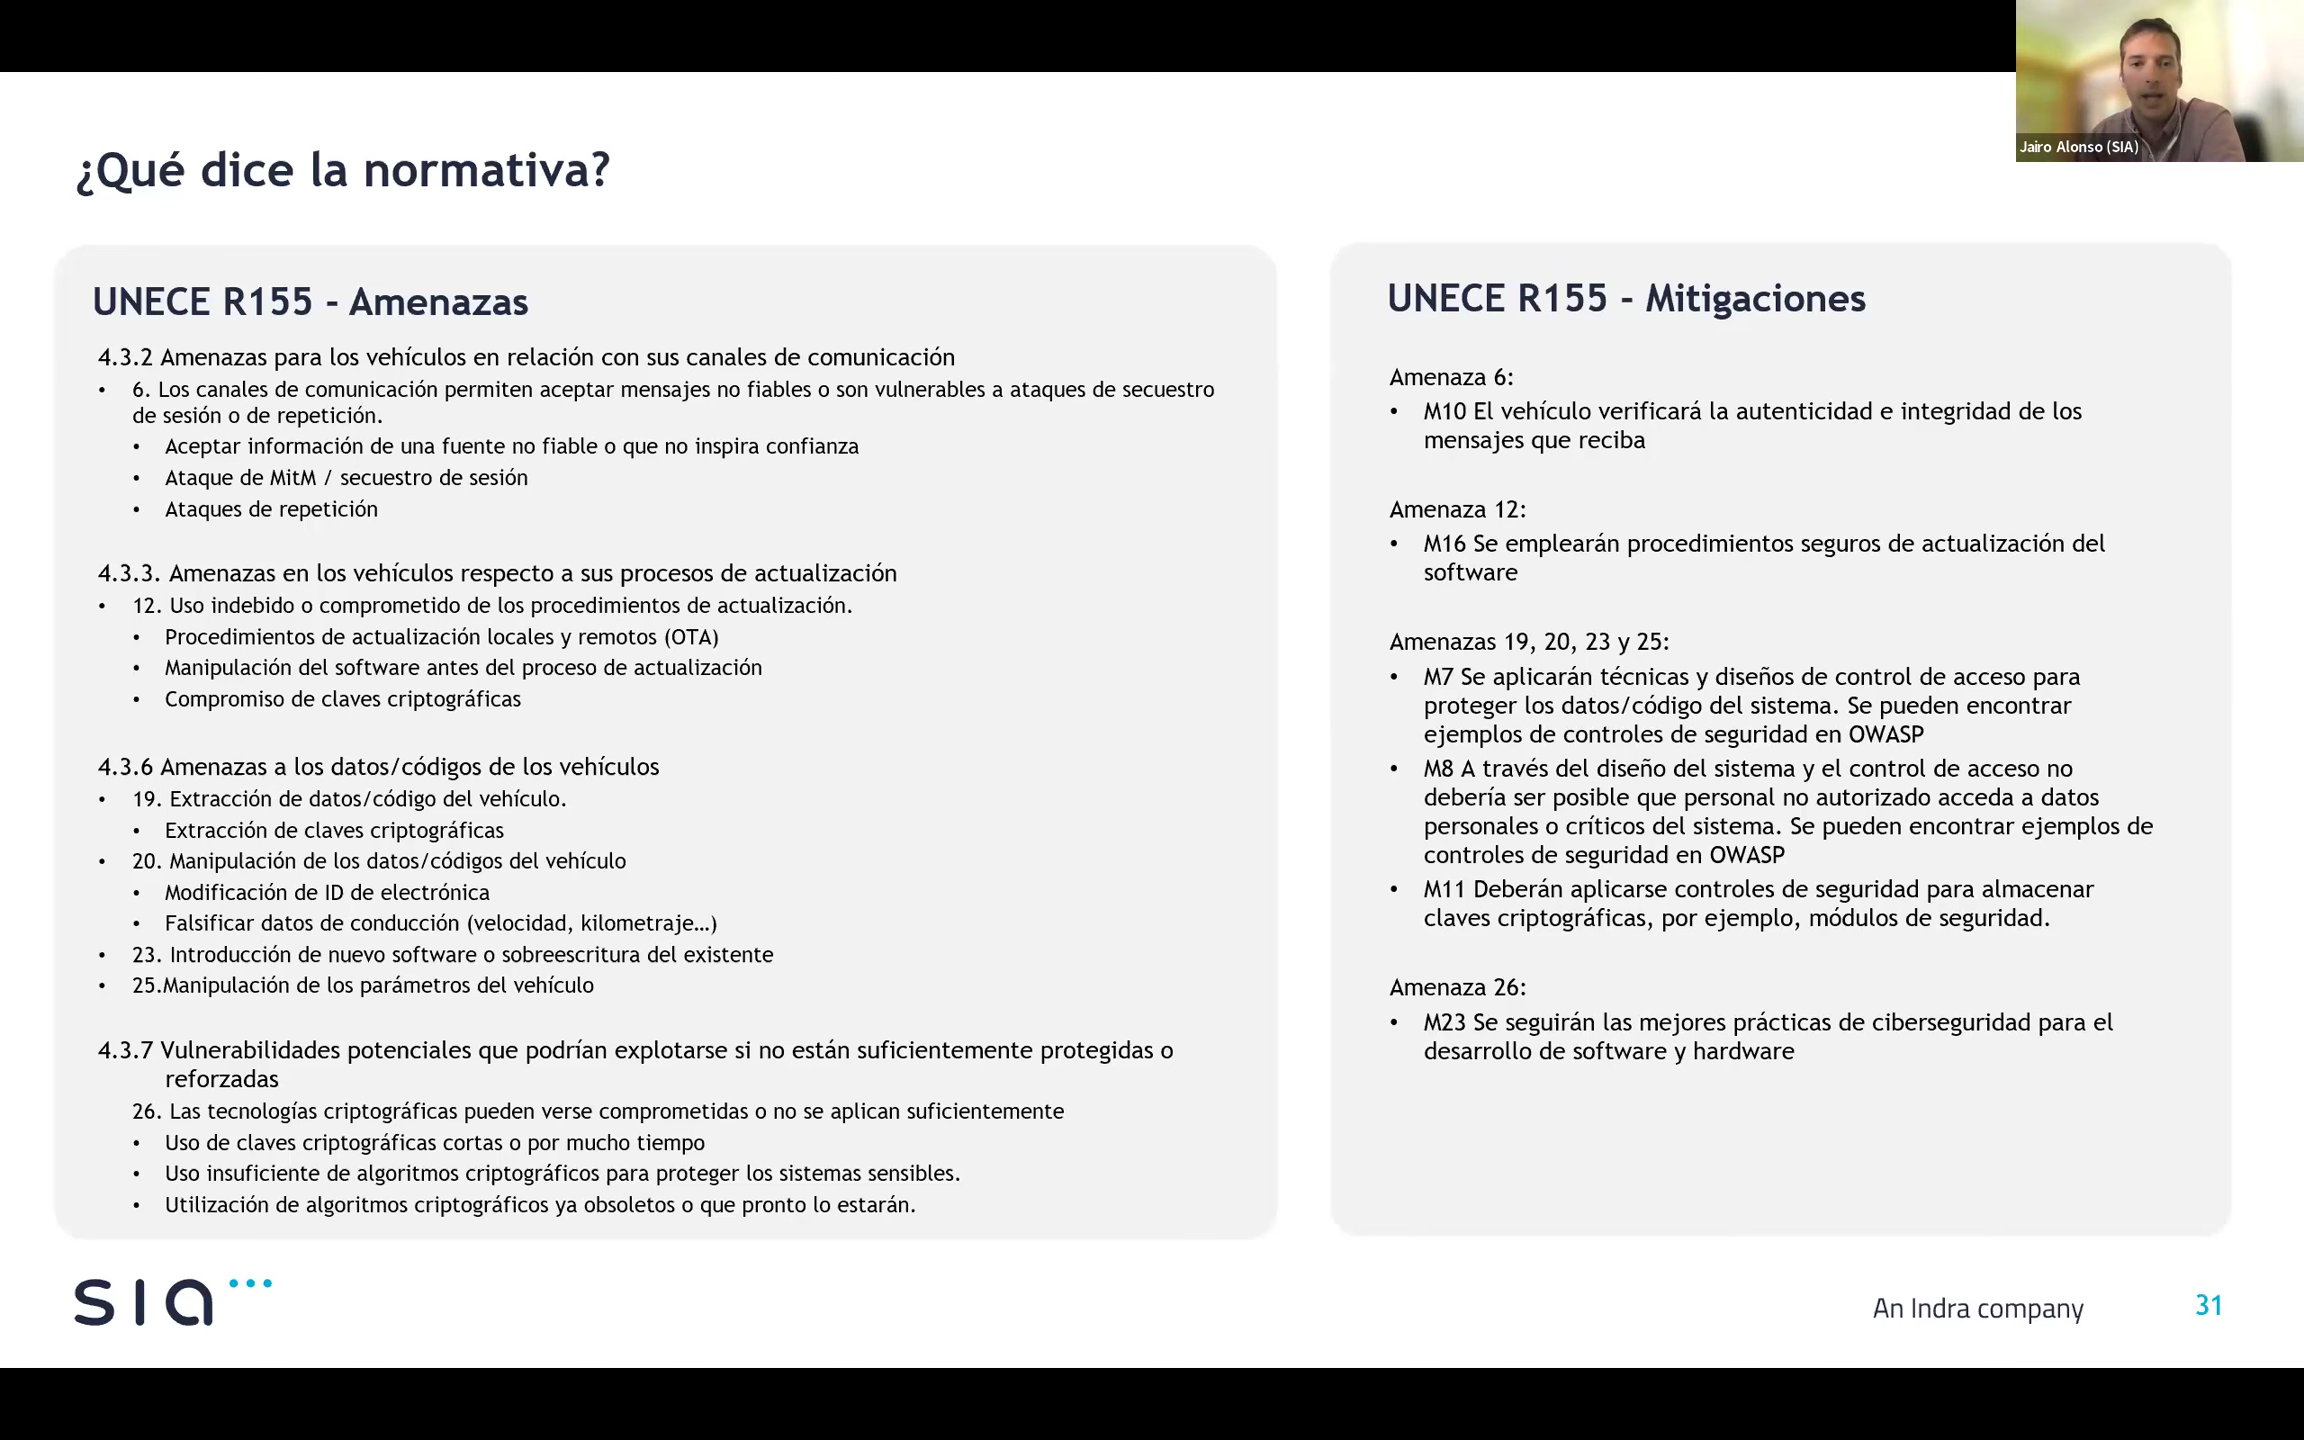 Jairo Alonso (SIA)
¿Qué dice la normativa?
UNECE R155 - Amenazas
4.3.2 Amenazas para los vehículos en relación con sus canales de comunicación
• 6. Los canales de comunicación permiten aceptar mensajes no fiables o son vulnerables a ataques de secuestro
de sesión o de repetición.
• Aceptar información de una fuente no fiable o que no inspira confianza
• Ataque de MitM / secuestro de sesión
• Ataques de repetición
4.3.3. Amenazas en los vehículos respecto a sus procesos de actualización
• 12. Uso indebido o comprometido de los procedimientos de actualización.
• Procedimientos de actualización locales y remotos (OTA)
• Manipulación del software antes del proceso de actualización
• Compromiso de claves criptográficas
4.3.6 Amenazas a los datos/códigos de los vehículos
• 19. Extracción de datos/código del vehículo.
• Extracción de claves criptográficas
• 20. Manipulación de los datos/códigos del vehículo
• Modificación de ID de electrónica
• Falsificar datos de conducción (velocidad, kilometraje…)
• 23. Introducción de nuevo software o sobreescritura del existente
• 25.Manipulación de los parámetros del vehículo
4.3.7 Vulnerabilidades potenciales que podrían explotarse si no están suficientemente protegidas o
reforzadas
26. Las tecnologías criptográficas pueden verse comprometidas o no se aplican suficientemente
• Uso de claves criptográficas cortas o por mucho tiempo
• Uso insuficiente de algoritmos criptográficos para proteger los sistemas sensibles.
• Utilización de algoritmos criptográficos ya obsoletos o que pronto lo estarán.
UNECE R155 - Mitigaciones
Amenaza 6:
• M10 El vehículo verificará la autenticidad e integridad de los
mensajes que reciba
Amenaza 12:
• M16 Se emplearán procedimientos seguros de actualización del
software
Amenazas 19, 20, 23 y 25:
• M7 Se aplicarán técnicas y diseños de control de acceso para
proteger los datos/código del sistema. Se pueden encontrar
ejemplos de controles de seguridad en OWASP
• M8 A través del diseño del sistema y el control de acceso no
debería ser posible que personal no autorizado acceda a datos
personales o críticos del sistema. Se pueden encontrar ejemplos de
controles de seguridad en OWASP
• M11 Deberán aplicarse controles de seguridad para almacenar
claves criptográficas, por ejemplo, módulos de seguridad.
Amenaza 26:
• M23 Se seguirán las mejores prácticas de ciberseguridad para el
desarrollo de software y hardware
sia
An Indra company
31